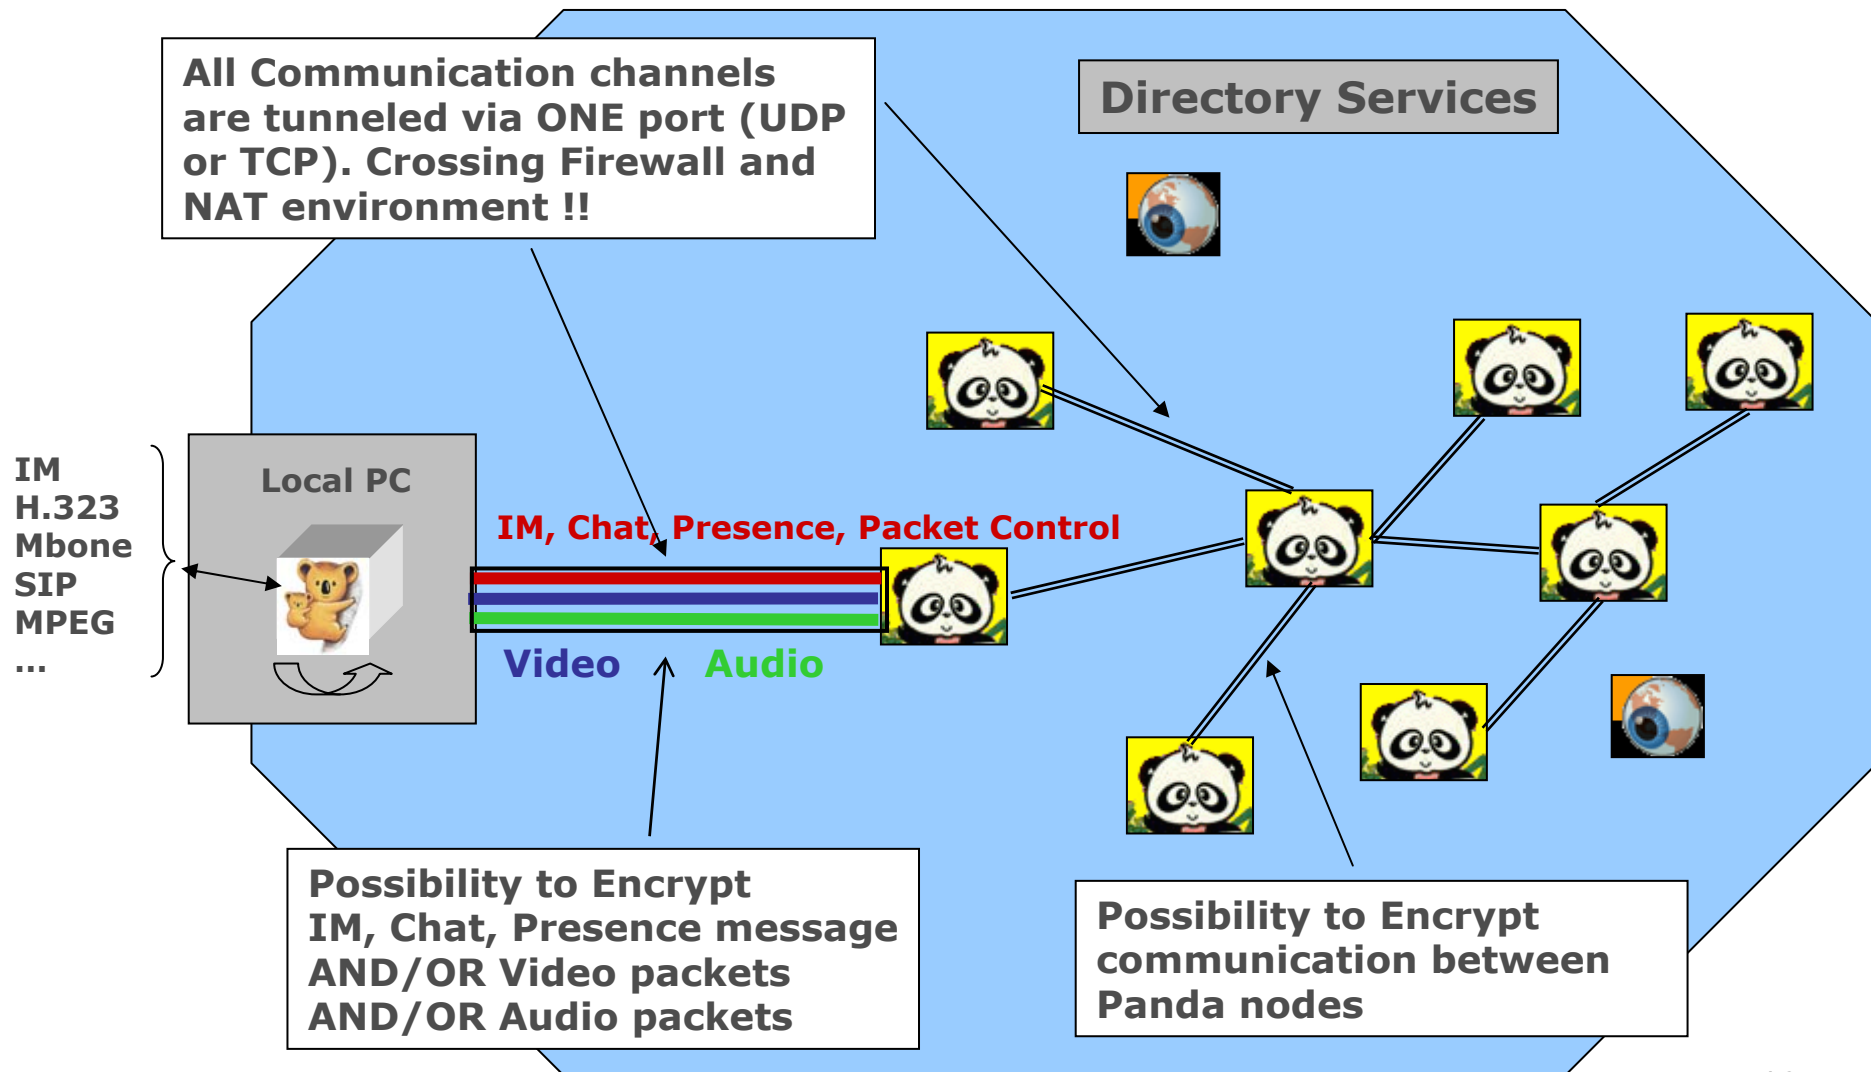 All Communication channels
are tunneled via ONE port (UDP
or TCP). Crossing Firewall and
NAT environment !!
Directory Services
IM
H.323
Mbone
SIP
MPEG
...
Local PC
IM, Chat, Presence, Packet Control
Video
Audio
Possibility to Encrypt
IM, Chat, Presence message
AND/OR Video packets
AND/OR Audio packets
Possibility to Encrypt
communication between
Panda nodes